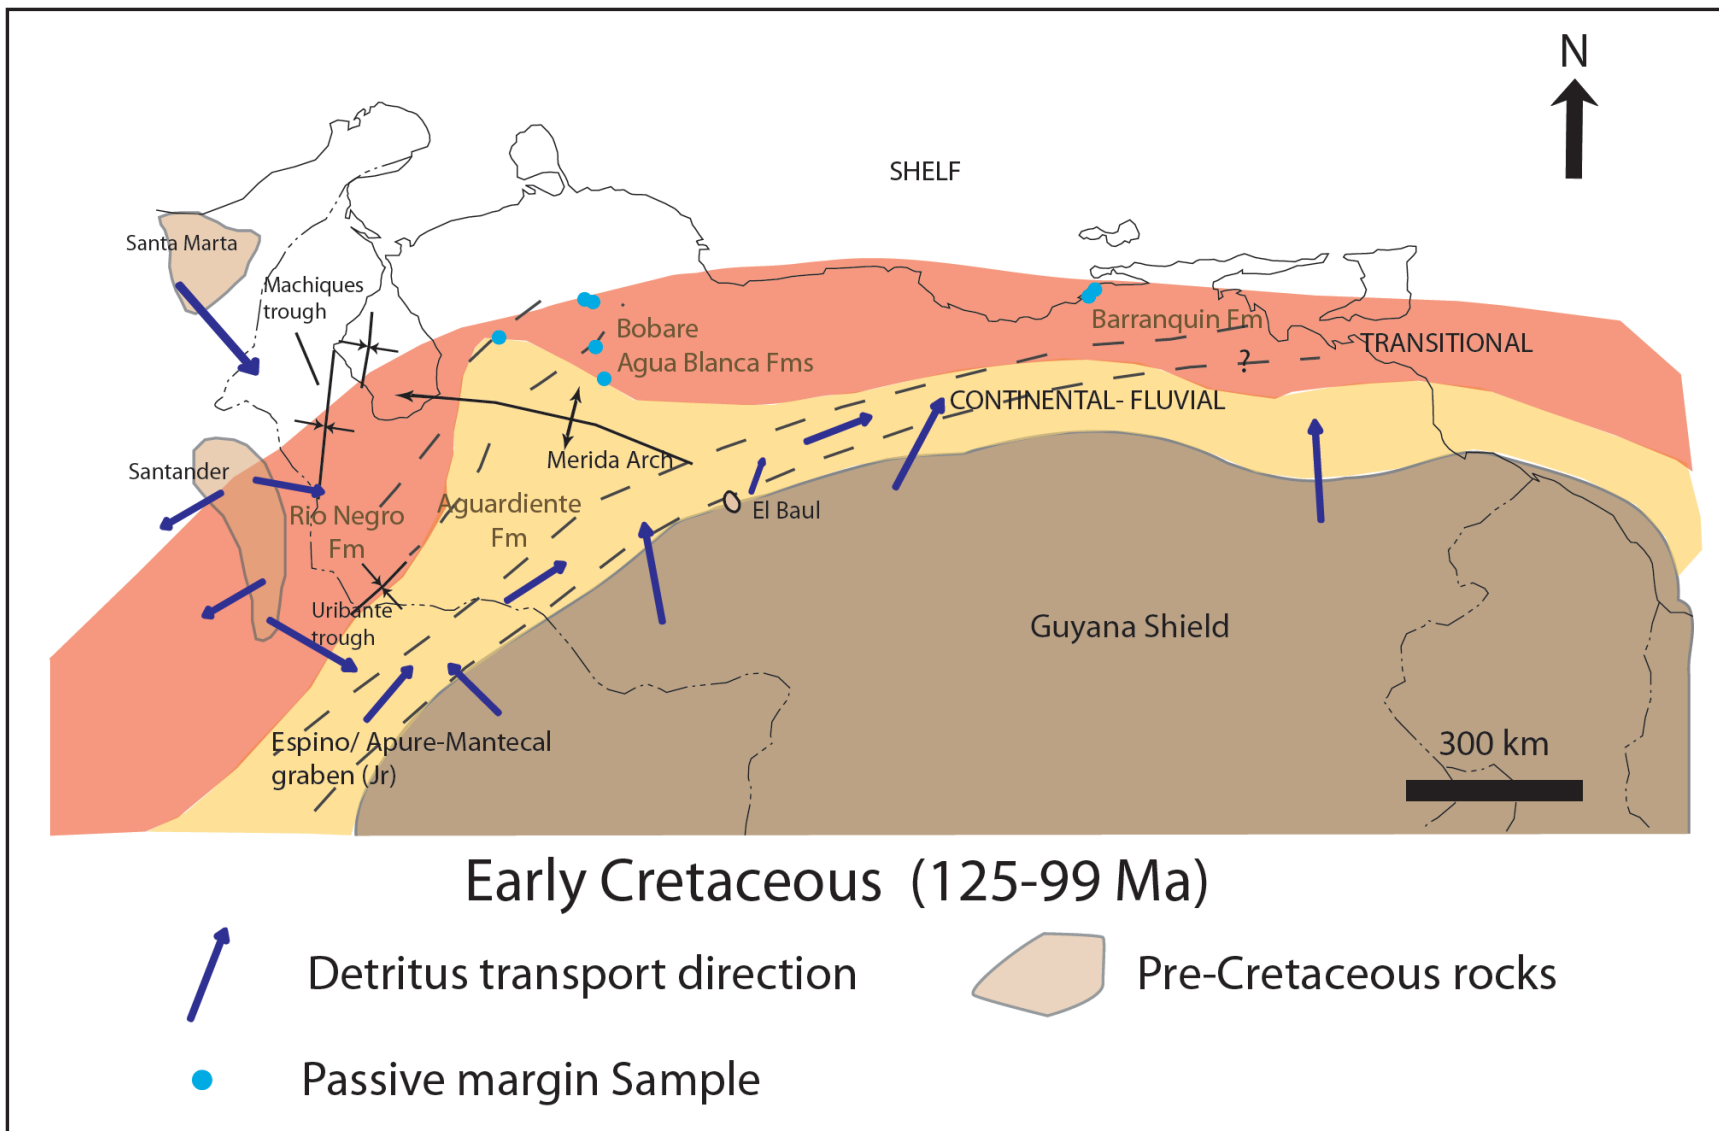 N
SHELF
Santa Marta
Machiques
trough
Bobare
Agua Blanca Fms
Barranquin Fm
TRANSITIONAL
?
CONTINENTAL- FLUVIAL
Merida Arch
Santander
Rio Negro
Fm
Aguardiente
Fm
El Baul
Uribante
trough
Guyana Shield
Espino/ Apure-Mantecal
graben (Jr)
300 km
Early Cretaceous (125-99 Ma)
Detritus transport direction
Pre-Cretaceous rocks
Passive margin Sample